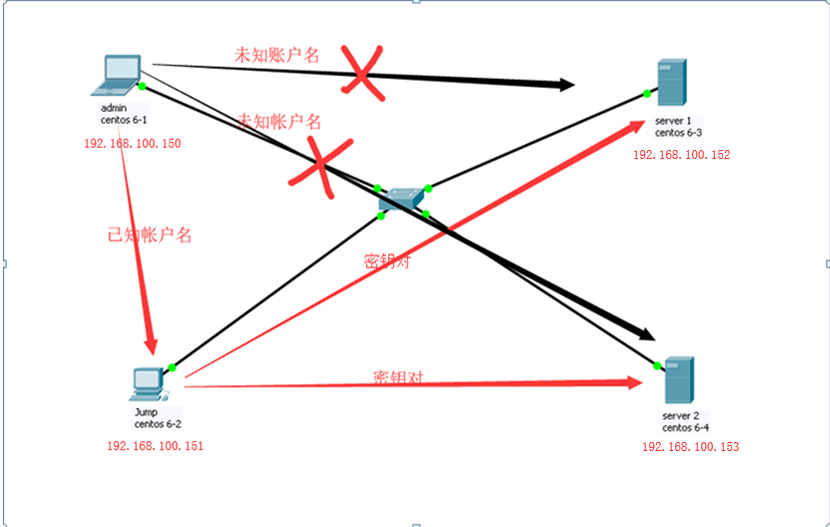 未知账户名
admin
centos 6-1
192.168.100.150
未知帐户名
server 1
centos 6-3
192.168.100.152
已知帐户名
密钥对
密钥对
Jump
centos 6-2
192.168.100.151
server 2
centos 6-4
192.168.100.153